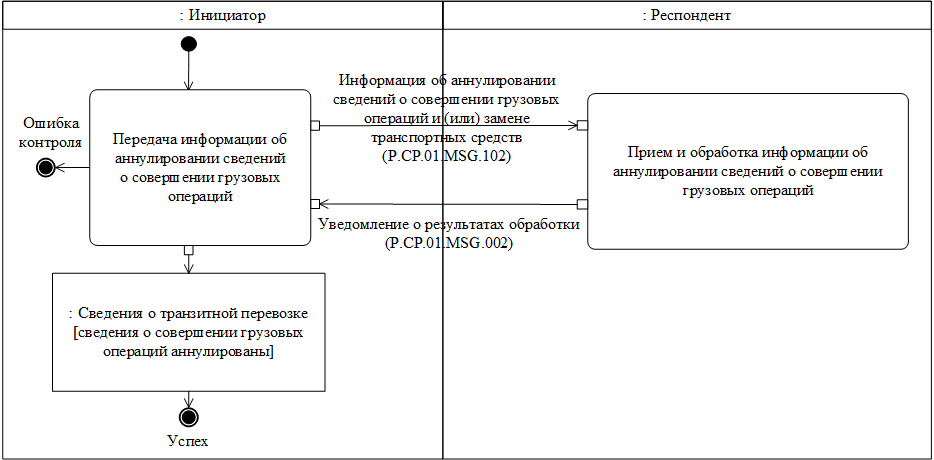 : Инициатор
: Респондент
Информация об аннулировании
сведений о совершении грузовых
операций и (или) замене
транспортных средств
(P.CP.01.MSG.102)
Ошибка
контроля
Передача информации об
аннулировании сведений
о совершении грузовых
операций
Прием и обработка информации об
аннулировании сведений о совершении
грузовых операций
Уведомление о результатах обработки
(P.CP.01.MSG.002)
: Сведения о транзитной перевозке
[сведения о совершении грузовых
операций аннулированы]
Успех